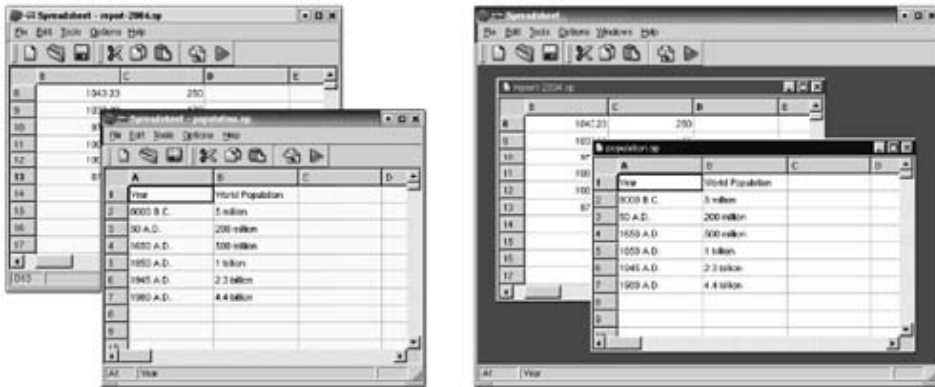 Spreadsheet - report-2004.sp
File Edit Tools Options Help
B C D E
8 1043.23 250
9
10
11
12
13
14
15
16
17
D13
Spreadsheet - population.sp
File Edit Tools Options Help
A B C D
1 Year World Population
2 8000 B.C. 5 million
3 50 A.D. 200 million
4 1650 A.D. 500 million
5 1850 A.D. 1 billion
6 1945 A.D. 2.3 billion
7 1980 A.D. 4.4 billion
8
9
10
A1 Year
Spreadsheet
File Edit Tools Options Windows Help
report-2004.sp
B C D E
8 1043.23 250
9
10
11
12
13
14
15
16
17
population.sp
A B C D
1 Year World Population
2 8000 B.C. 5 million
3 50 A.D. 200 million
4 1650 A.D. 500 million
5 1850 A.D. 1 billion
6 1945 A.D. 2.3 billion
7 1980 A.D. 4.4 billion
8
9
A1 Year